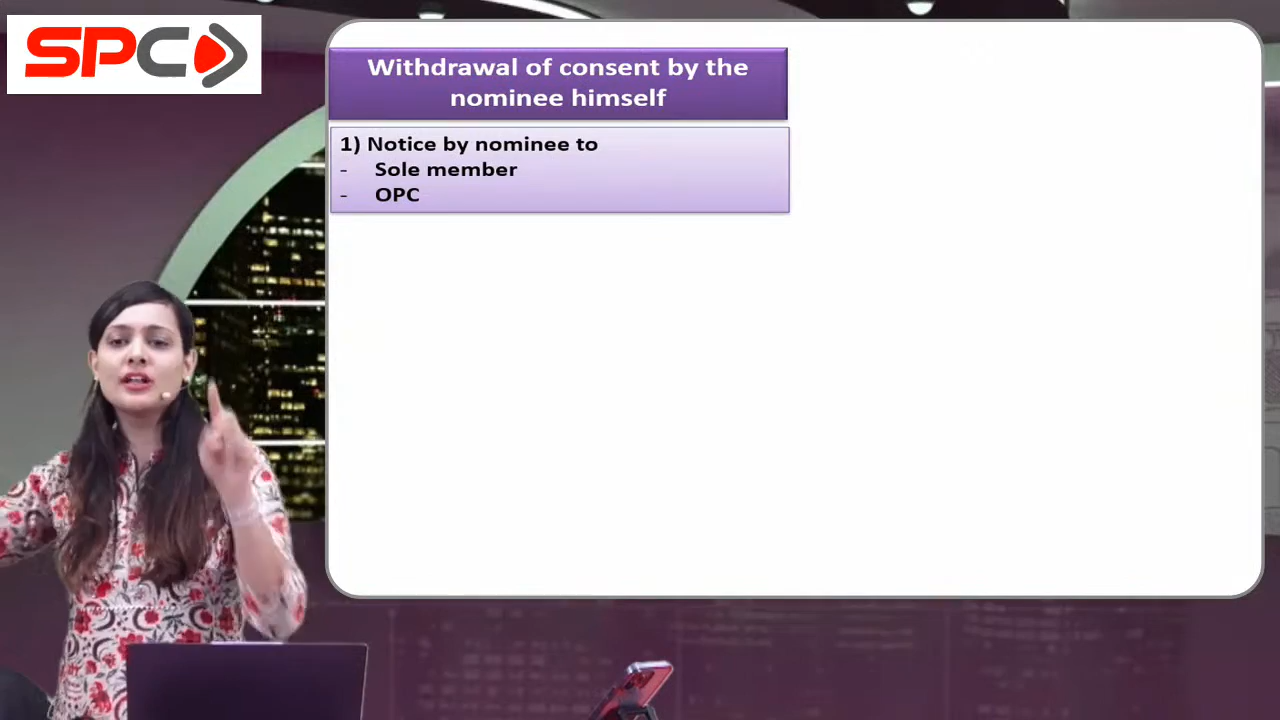 SPC
Withdrawal of consent by the
nominee himself
1) Notice by nominee to
- Sole member
- OPC